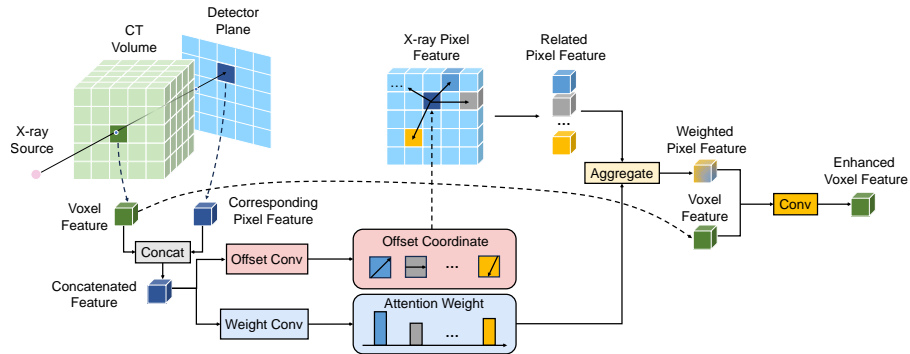 CT
Volume
Detector
Plane
X-ray
Source
Voxel
Feature
Corresponding
Pixel Feature
Concat
Concatenated
Feature
Offset Conv
Weight Conv
Offset Coordinate
...
Attention Weight
...
X-ray Pixel
Feature
...
Related
Pixel Feature
...
Aggregate
Weighted
Pixel Feature
Voxel
Feature
Conv
Enhanced
Voxel Feature